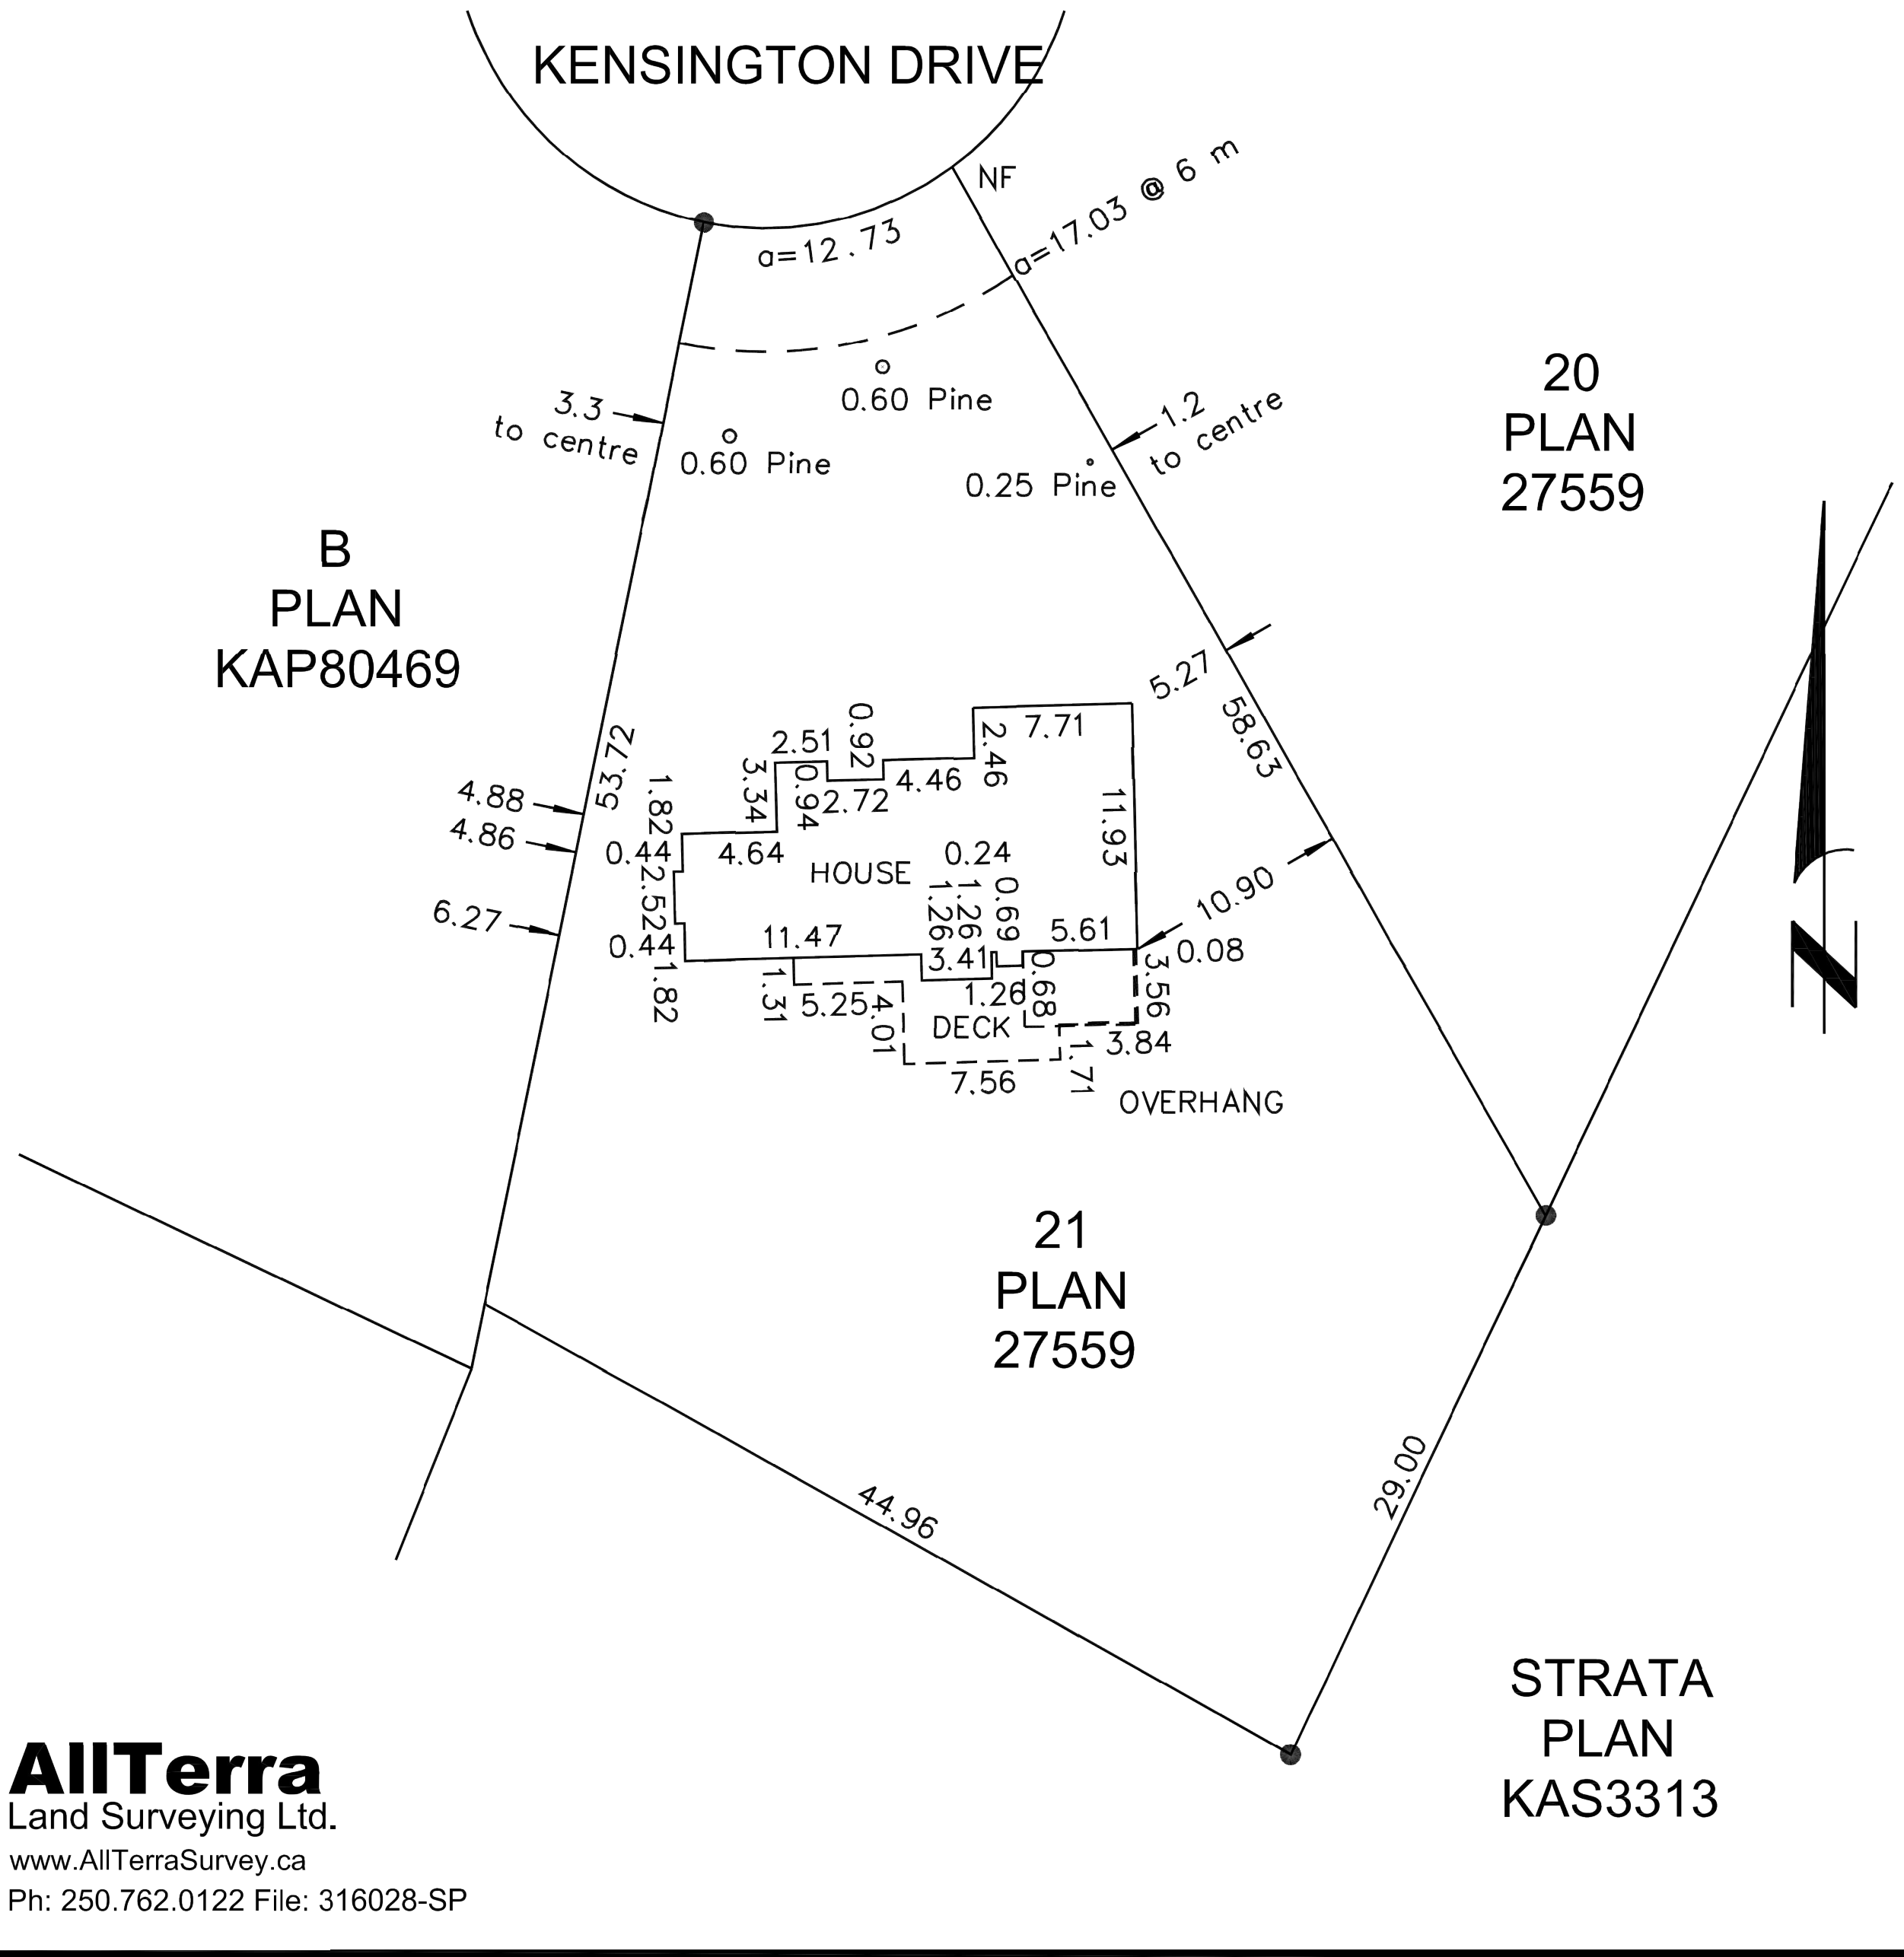 KENSINGTON DRIVE
NF
a=12.73
a=17.03 @ 6 m
0.60 Pine
3.3
to centre
0.60 Pine
1.2
to centre
0.25 Pine
20
PLAN
27559
B
PLAN
KAP80469
5.27
58.63
53.72
4.88
4.86
6.27
7.71
2.46
0.92
2.51
3.34
0.94
2.72
4.46
1.82
0.44
4.64
11.93
HOUSE
0.24
2.52
1.26
1.26
0.69
10.90
5.61
0.08
11.47
0.44
3.41
1.82
1.31
5.25
4.01
1.26
0.68
3.56
DECK
3.84
7.56
1.71
OVERHANG
N
21
PLAN
27559
44.96
29.00
STRATA
PLAN
KAS3313
AllTerra
Land Surveying Ltd.
www.AllTerraSurvey.ca
Ph: 250.762.0122 File: 316028-SP